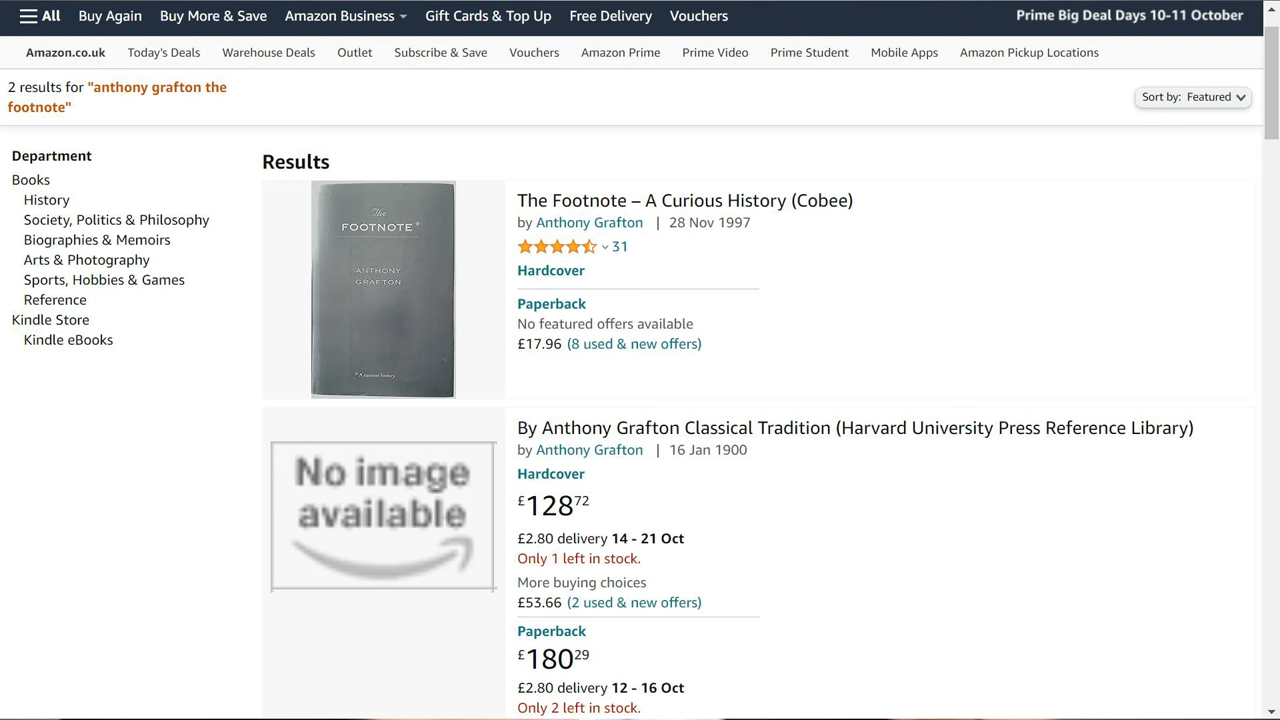 All Buy Again Buy More & Save Amazon Business Gift Cards & Top Up Free Delivery Vouchers Prime Big Deal Days 10-11 October
Amazon.co.uk Today's Deals Warehouse Deals Outlet Subscribe & Save Vouchers Amazon Prime Prime Video Prime Student Mobile Apps Amazon Pickup Locations
2 results for "anthony grafton the
footnote"
Sort by: Featured
Department
Books
History
Society, Politics & Philosophy
Biographies & Memoirs
Arts & Photography
Sports, Hobbies & Games
Reference
Kindle Store
Kindle eBooks
Results
The
FOOTNOTE*
ANTHONY
GRAFTON
*A curious history
The Footnote – A Curious History (Cobee)
by Anthony Grafton | 28 Nov 1997
31
Hardcover
Paperback
No featured offers available
£17.96 (8 used & new offers)
No image
available
By Anthony Grafton Classical Tradition (Harvard University Press Reference Library)
by Anthony Grafton | 16 Jan 1900
Hardcover
£12872
£2.80 delivery 14 - 21 Oct
Only 1 left in stock.
More buying choices
£53.66 (2 used & new offers)
Paperback
£18029
£2.80 delivery 12 - 16 Oct
Only 2 left in stock.